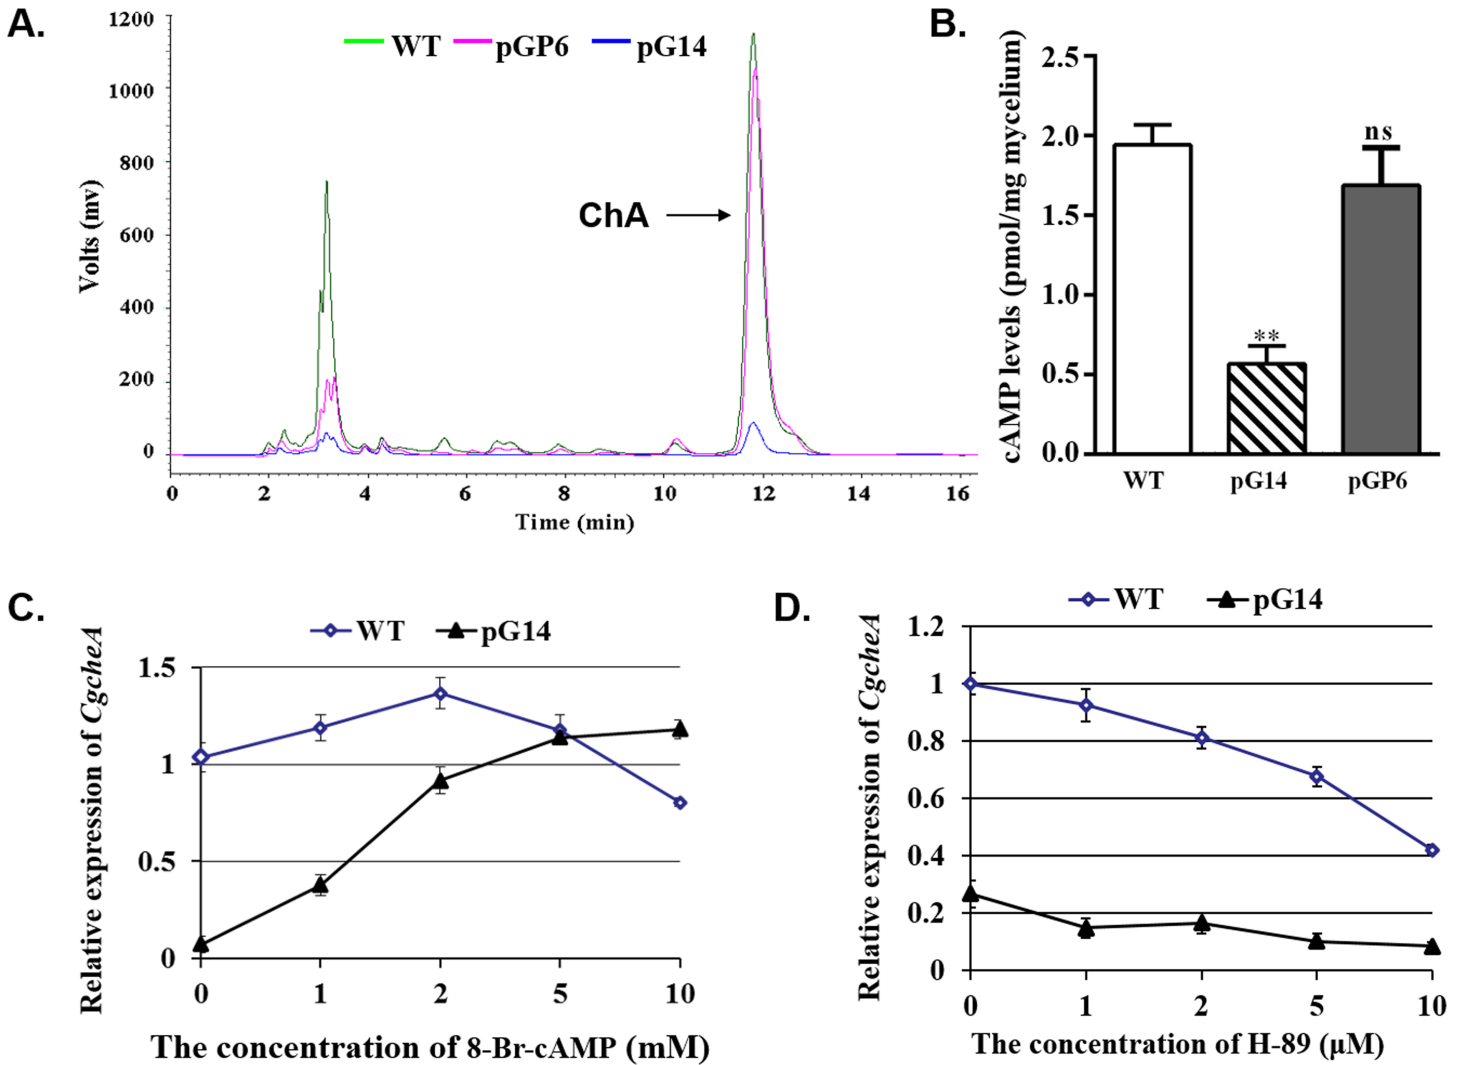 A.
WT pGP6 pG14
1200
1000
800
600
400
200
0
Volts (mv)
ChA
0 2 4 6 8 10 12 14 16
Time (min)
B.
cAMP levels (pmol/mg mycelium)
2.5
2.0
1.5
1.0
0.5
0.0
**
ns
WT pG14 pGP6
C.
WT pG14
Relative expression of CgcheA
1.5
1
0.5
0
0 1 2 5 10
The concentration of 8-Br-cAMP (mM)
D.
WT pG14
Relative expression of CgcheA
1.2
1
0.8
0.6
0.4
0.2
0
0 1 2 5 10
The concentration of H-89 (μM)